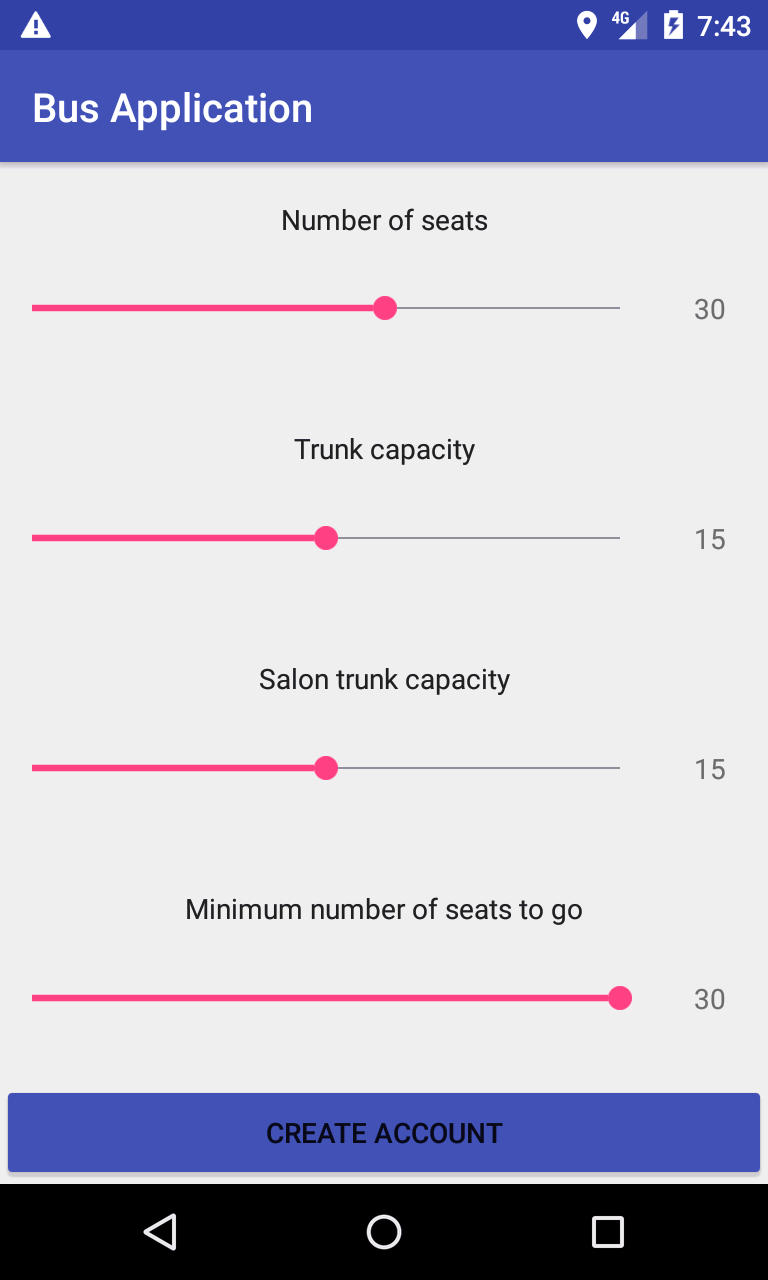 4G 7:43
Bus Application
Number of seats
30
Trunk capacity
15
Salon trunk capacity
15
Minimum number of seats to go
30
CREATE ACCOUNT